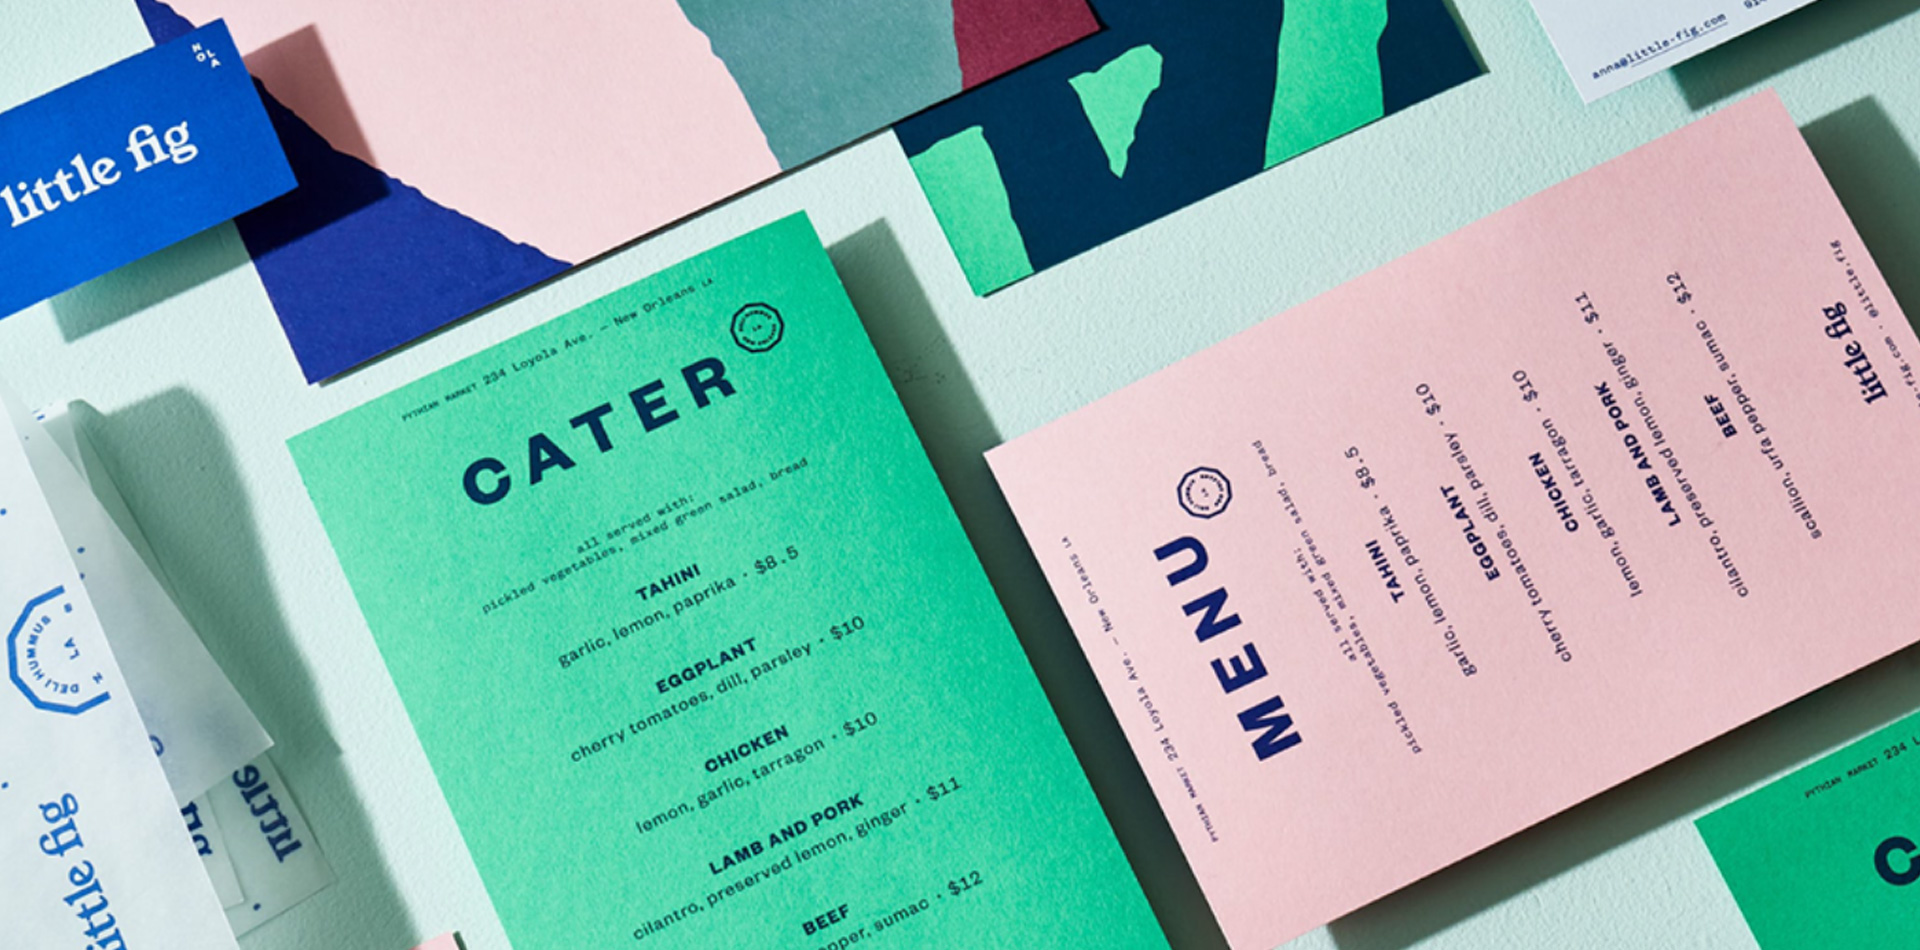 NOLA
little fig
anna@little-fig.com
PYTHIAN MARKET 234 Loyola Ave. — New Orleans LA
CATER
all served with:
pickled vegetables, mixed green salad, bread
TAHINI
garlic, lemon, paprika · $8.5
EGGPLANT
cherry tomatoes, dill, parsley · $10
CHICKEN
lemon, garlic, tarragon · $10
LAMB AND PORK
cilantro, preserved lemon, ginger · $11
BEEF
sumac · $12
PYTHIAN MARKET 234 Loyola Ave. — New Orleans LA
MENU
all served with:
pickled vegetables, mixed green salad, bread
TAHINI
garlic, lemon, paprika · $8.5
EGGPLANT
cherry tomatoes, dill, parsley · $10
CHICKEN
lemon, garlic, tarragon · $10
LAMB AND PORK
cilantro, preserved lemon, ginger · $11
BEEF
scallion, urfa pepper, sumac · $12
little fig
DELI HUMMUS
LA
little fig
PYTHIAN MARKET 234
C